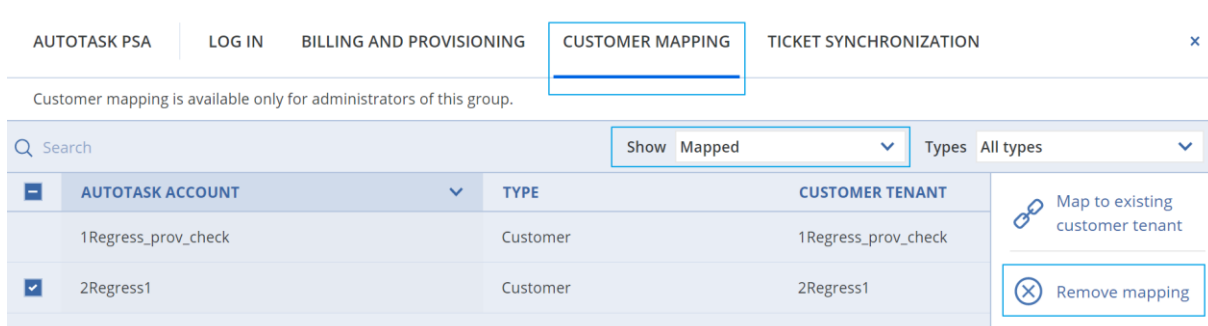 AUTOTASK PSA LOG IN BILLING AND PROVISIONING CUSTOMER MAPPING TICKET SYNCHRONIZATION ×
Customer mapping is available only for administrators of this group.
Search Show Mapped Types All types
AUTOTASK ACCOUNT TYPE CUSTOMER TENANT
Map to existing
customer tenant
1Regress_prov_check Customer 1Regress_prov_check
2Regress1 Customer 2Regress1
Remove mapping